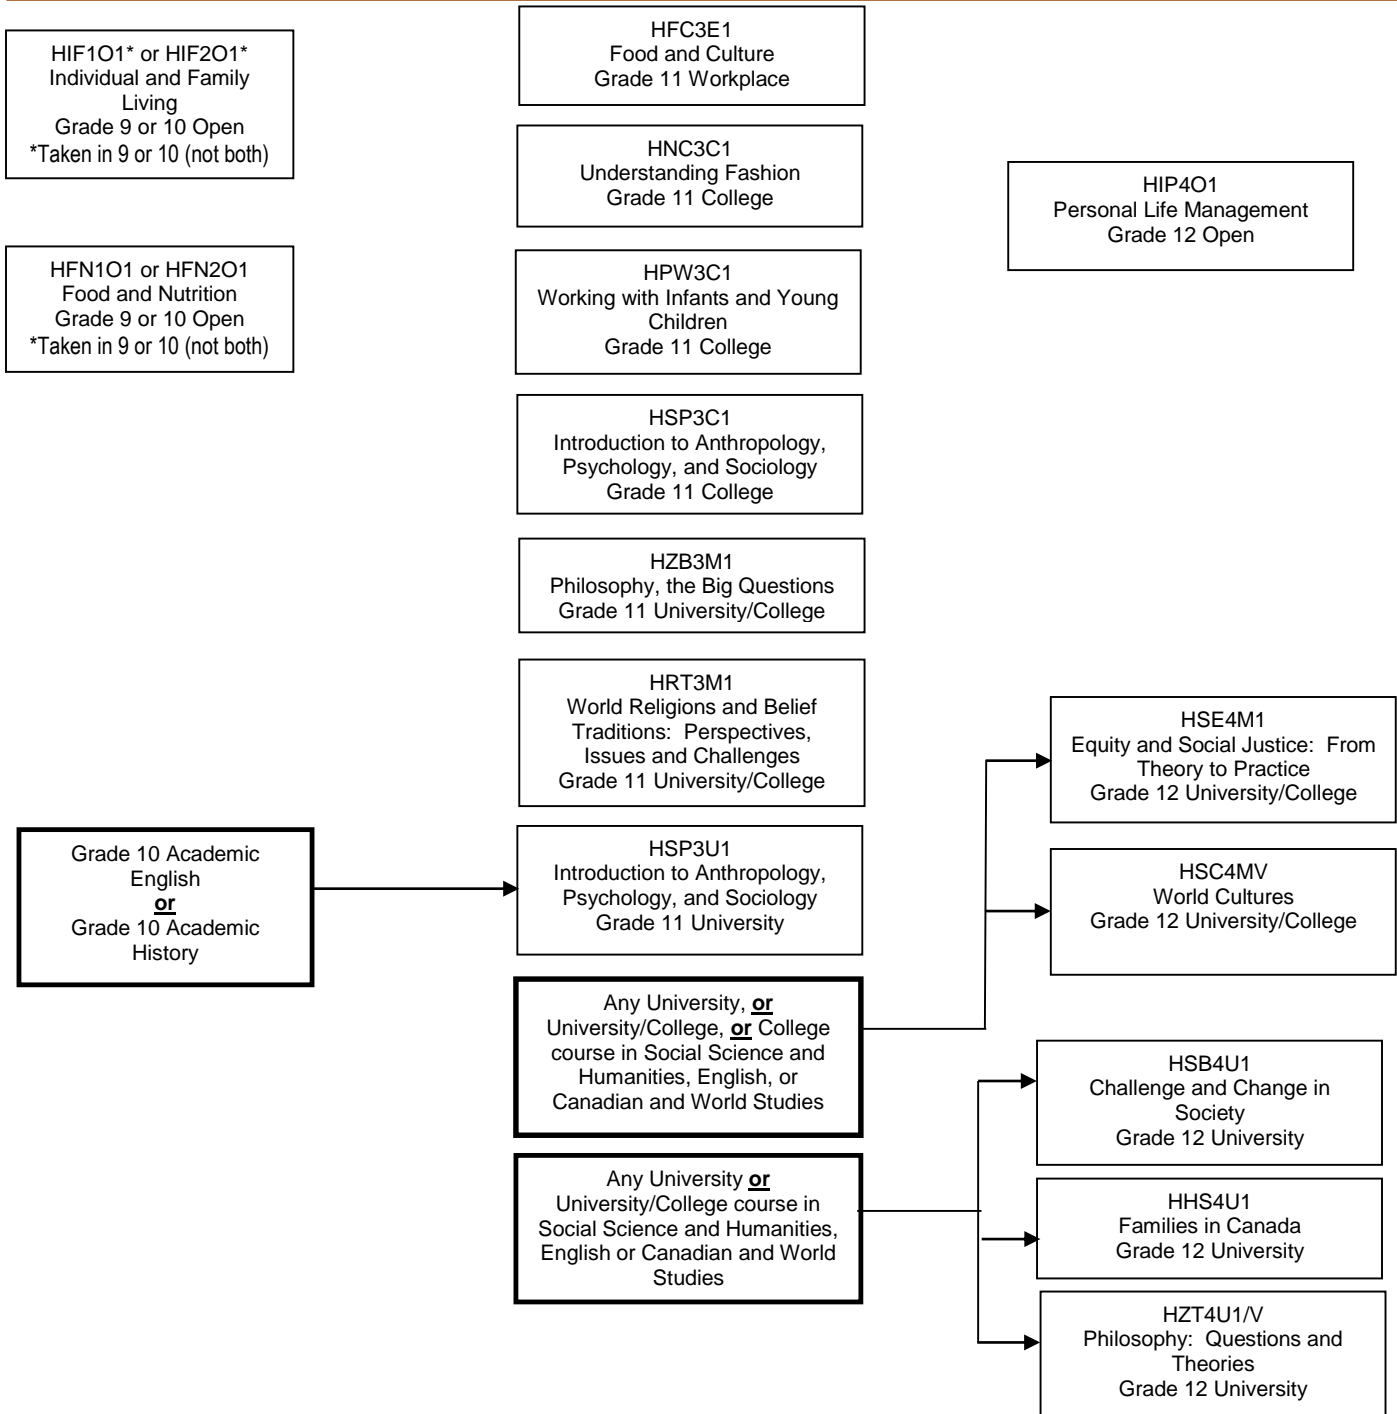 HIF1O1* or HIF2O1*
Individual and Family
Living
Grade 9 or 10 Open
*Taken in 9 or 10 (not both)
HFN1O1 or HFN2O1
Food and Nutrition
Grade 9 or 10 Open
*Taken in 9 or 10 (not both)
Grade 10 Academic
English
or
Grade 10 Academic
History
HFC3E1
Food and Culture
Grade 11 Workplace
HNC3C1
Understanding Fashion
Grade 11 College
HPW3C1
Working with Infants and Young
Children
Grade 11 College
HSP3C1
Introduction to Anthropology,
Psychology, and Sociology
Grade 11 College
HZB3M1
Philosophy, the Big Questions
Grade 11 University/College
HRT3M1
World Religions and Belief
Traditions:  Perspectives,
Issues and Challenges
Grade 11 University/College
HSP3U1
Introduction to Anthropology,
Psychology, and Sociology
Grade 11 University
Any University, or
University/College, or College
course in Social Science and
Humanities, English, or
Canadian and World Studies
Any University or
University/College course in
Social Science and Humanities,
English or Canadian and World
Studies
HIP4O1
Personal Life Management
Grade 12 Open
HSE4M1
Equity and Social Justice:  From
Theory to Practice
Grade 12 University/College
HSC4MV
World Cultures
Grade 12 University/College
HSB4U1
Challenge and Change in
Society
Grade 12 University
HHS4U1
Families in Canada
Grade 12 University
HZT4U1/V
Philosophy:  Questions and
Theories
Grade 12 University